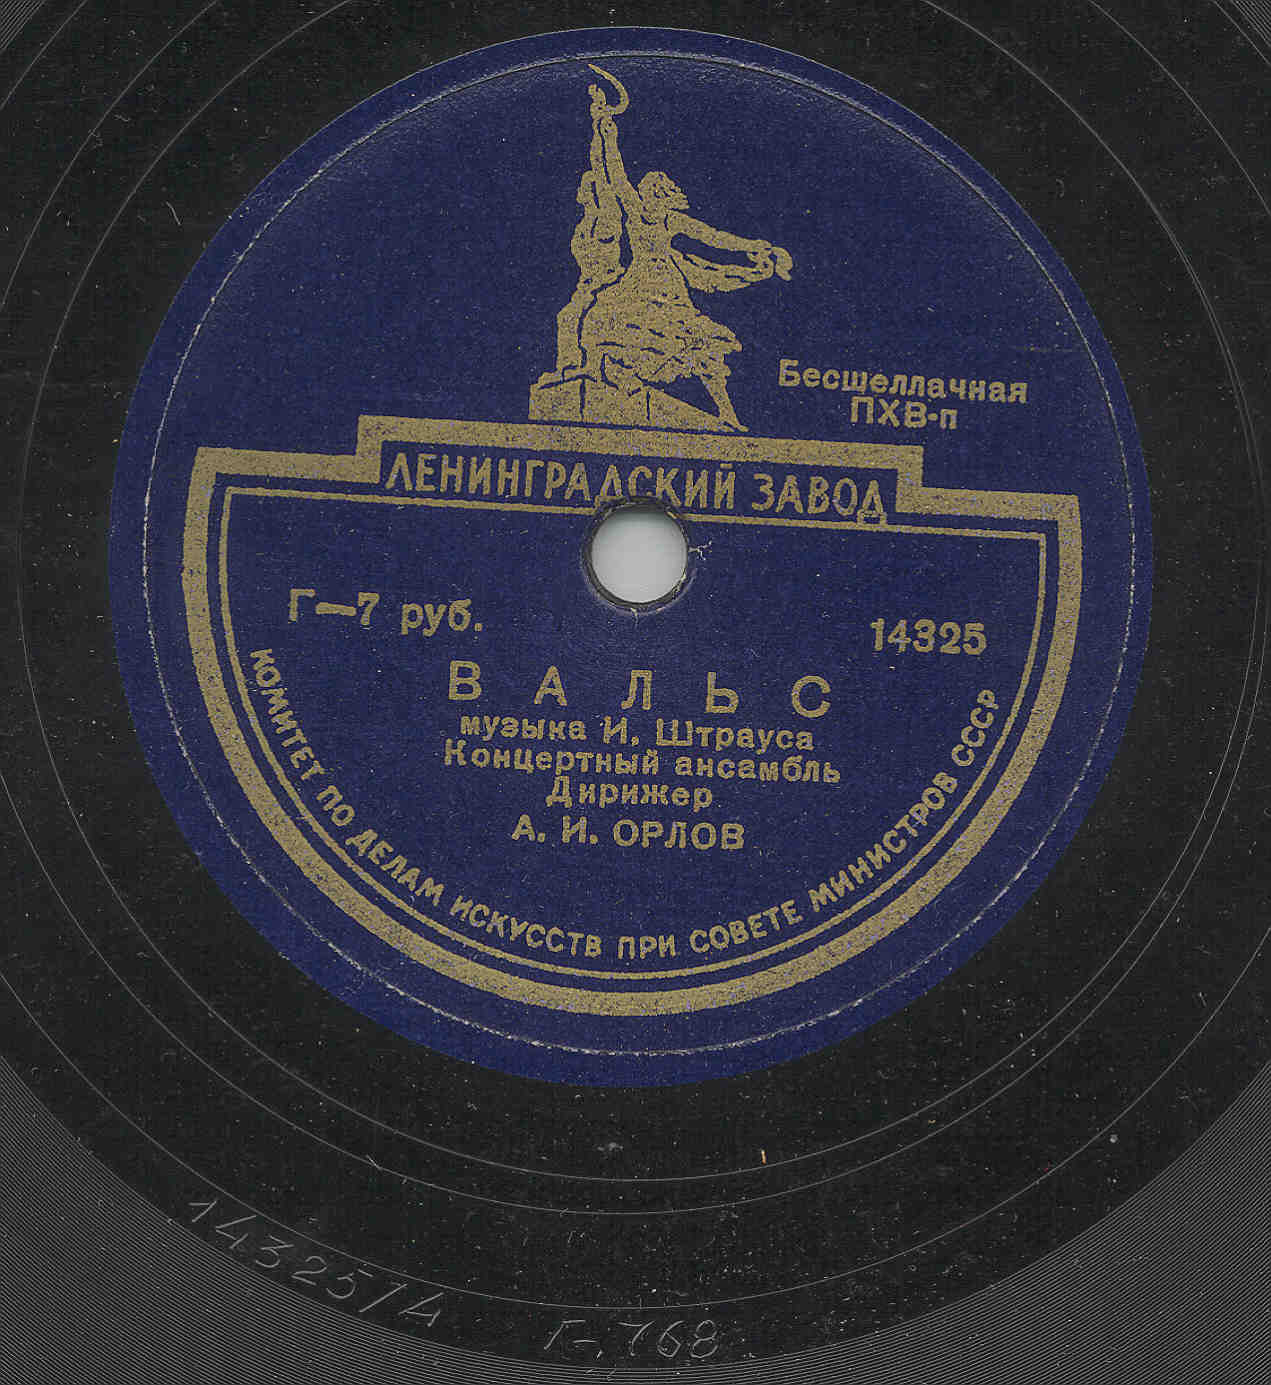 Бесшеллачная
ПХВ-п
ЛЕНИНГРАДСКИЙ ЗАВОД
Г—7 руб.
14325
ВАЛЬС
музыка И. Штрауса
Концертный ансамбль
Дирижер
А. И. ОРЛОВ
КОМИТЕТ ПО ДЕЛАМ ИСКУССТВ ПРИ СОВЕТЕ МИНИСТРОВ СССР
14325/4
Г-768